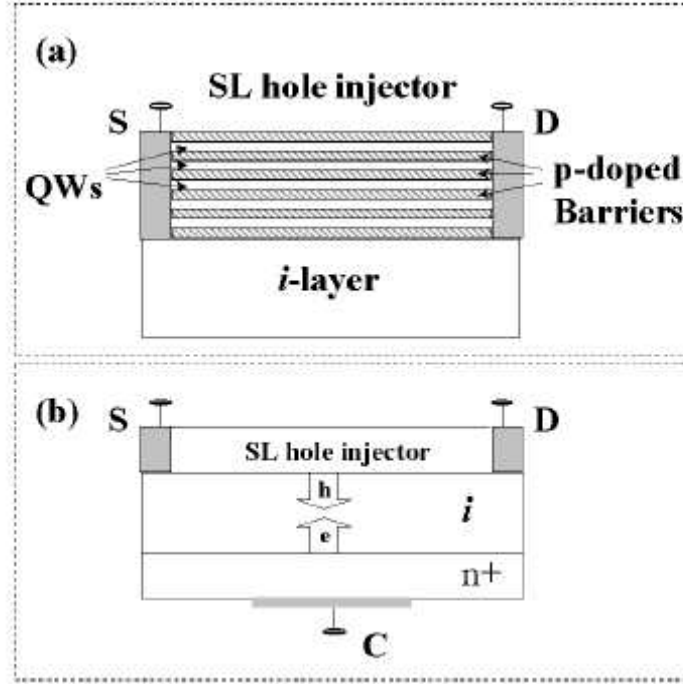 (a)
SL hole injector
S D
QWs
p-doped
Barriers
i-layer
(b)
S D
SL hole injector
h
i
e
n+
C